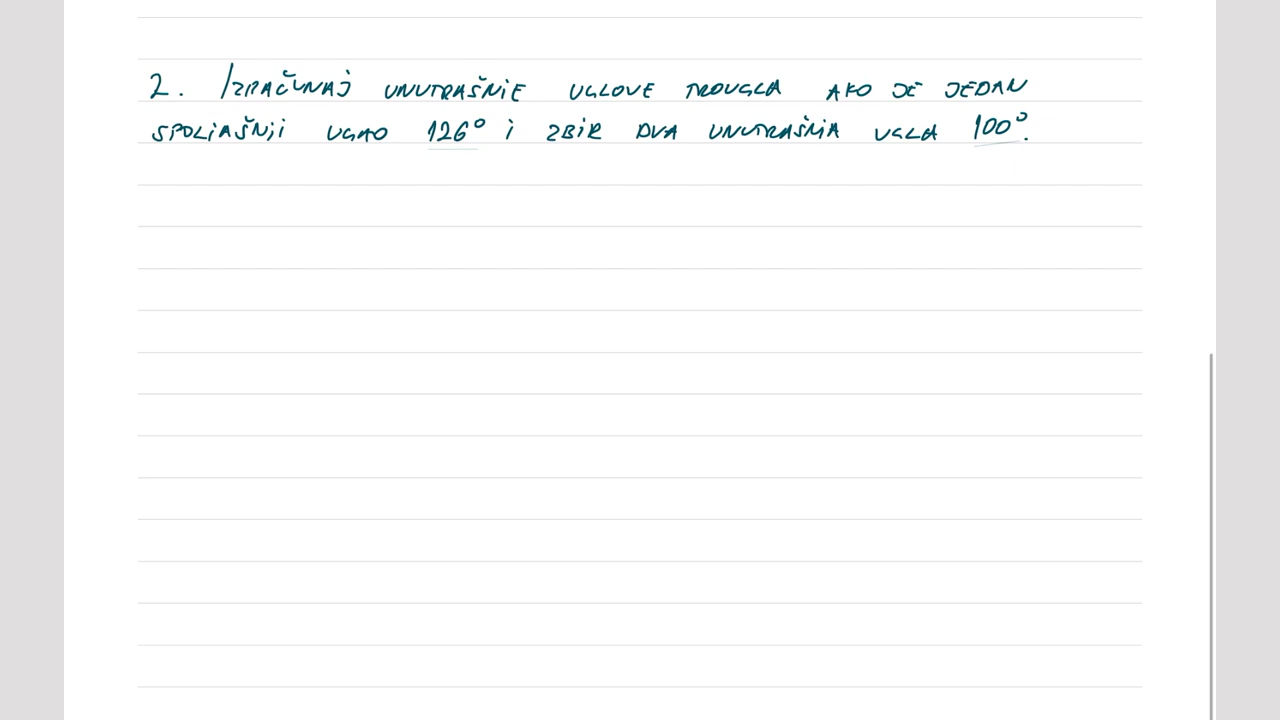 2. IZRAČUNAJ UNUTRAŠNJE UGLOVE TROUGLA AKO JE JEDAN
SPOLJAŠNJI UGAO 126° I ZBIR DVA UNUTRAŠNJA UGLA 100°.